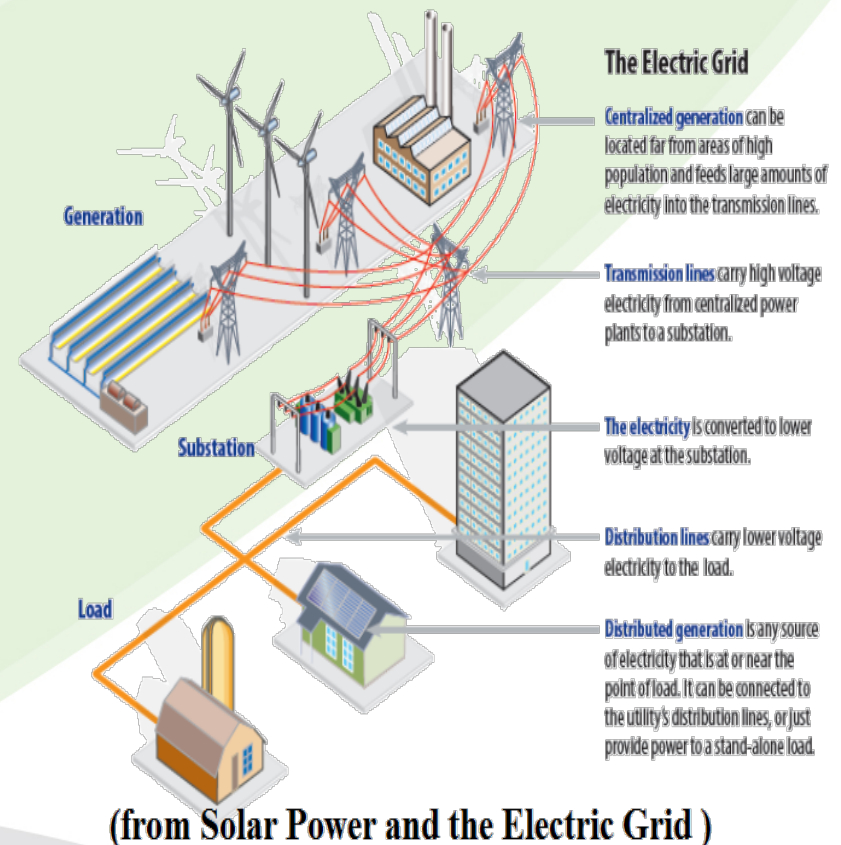 The Electric Grid
Centralized generation can be
located far from areas of high
population and feeds large amounts of
electricity into the transmission lines.
Generation
Transmission lines carry high voltage
electricity from centralized power
plants to a substation.
Substation
The electricity is converted to lower
voltage at the substation.
Distribution lines carry lower voltage
electricity to the load.
Load
Distributed generation is any source
of electricity that is at or near the
point of load. It can be connected to
the utility's distribution lines, or just
provide power to a stand-alone load.
(from Solar Power and the Electric Grid )